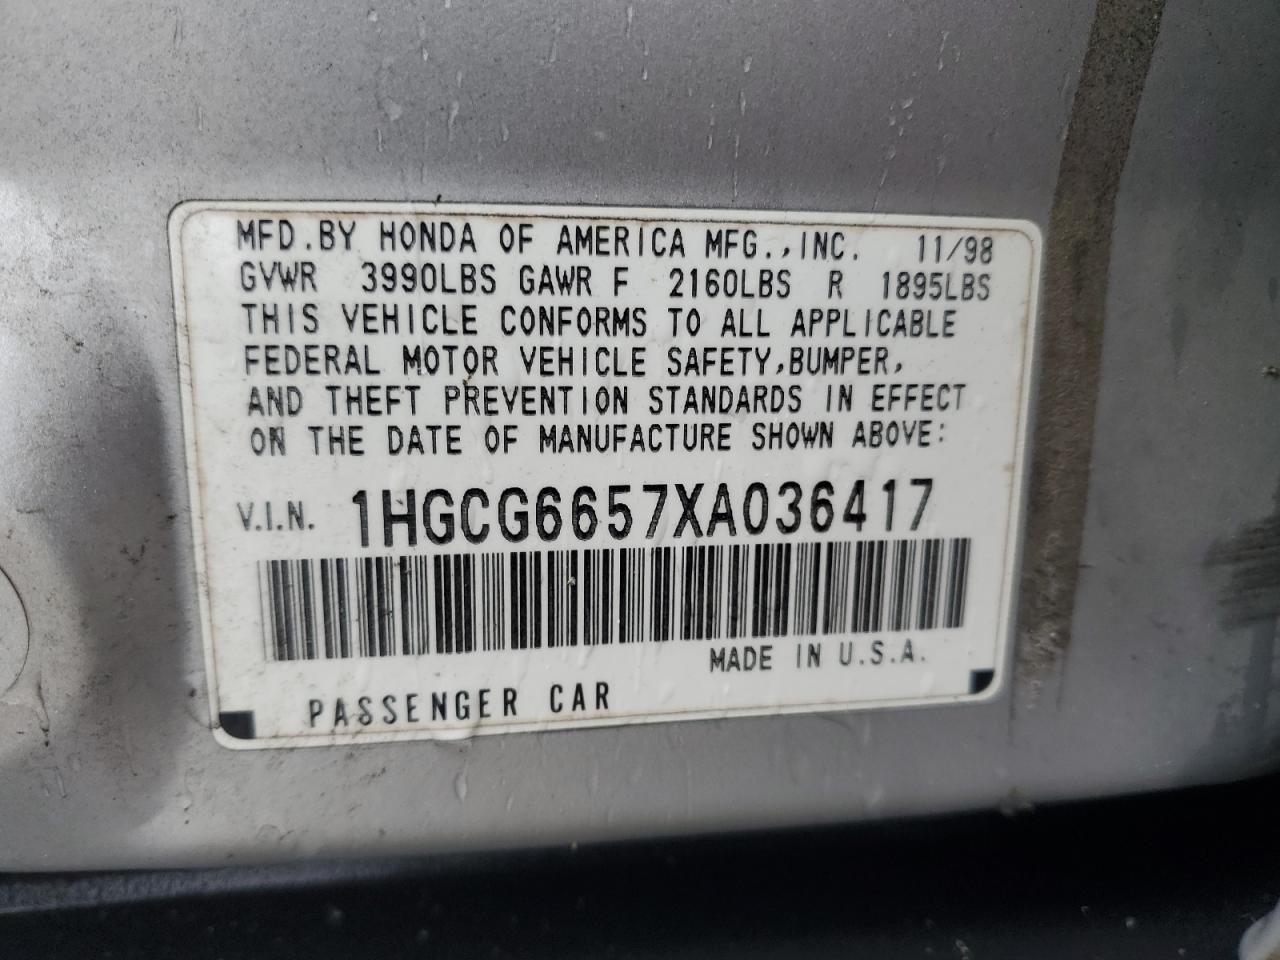 MFD.BY HONDA OF AMERICA MFG.,INC. 11/98
GVWR 3990LBS GAWR F 2160LBS R 1895LBS
THIS VEHICLE CONFORMS TO ALL APPLICABLE
FEDERAL MOTOR VEHICLE SAFETY,BUMPER,
AND THEFT PREVENTION STANDARDS IN EFFECT
ON THE DATE OF MANUFACTURE SHOWN ABOVE:
V.I.N. 1HGCG6657XA036417
MADE IN U.S.A.
PASSENGER CAR